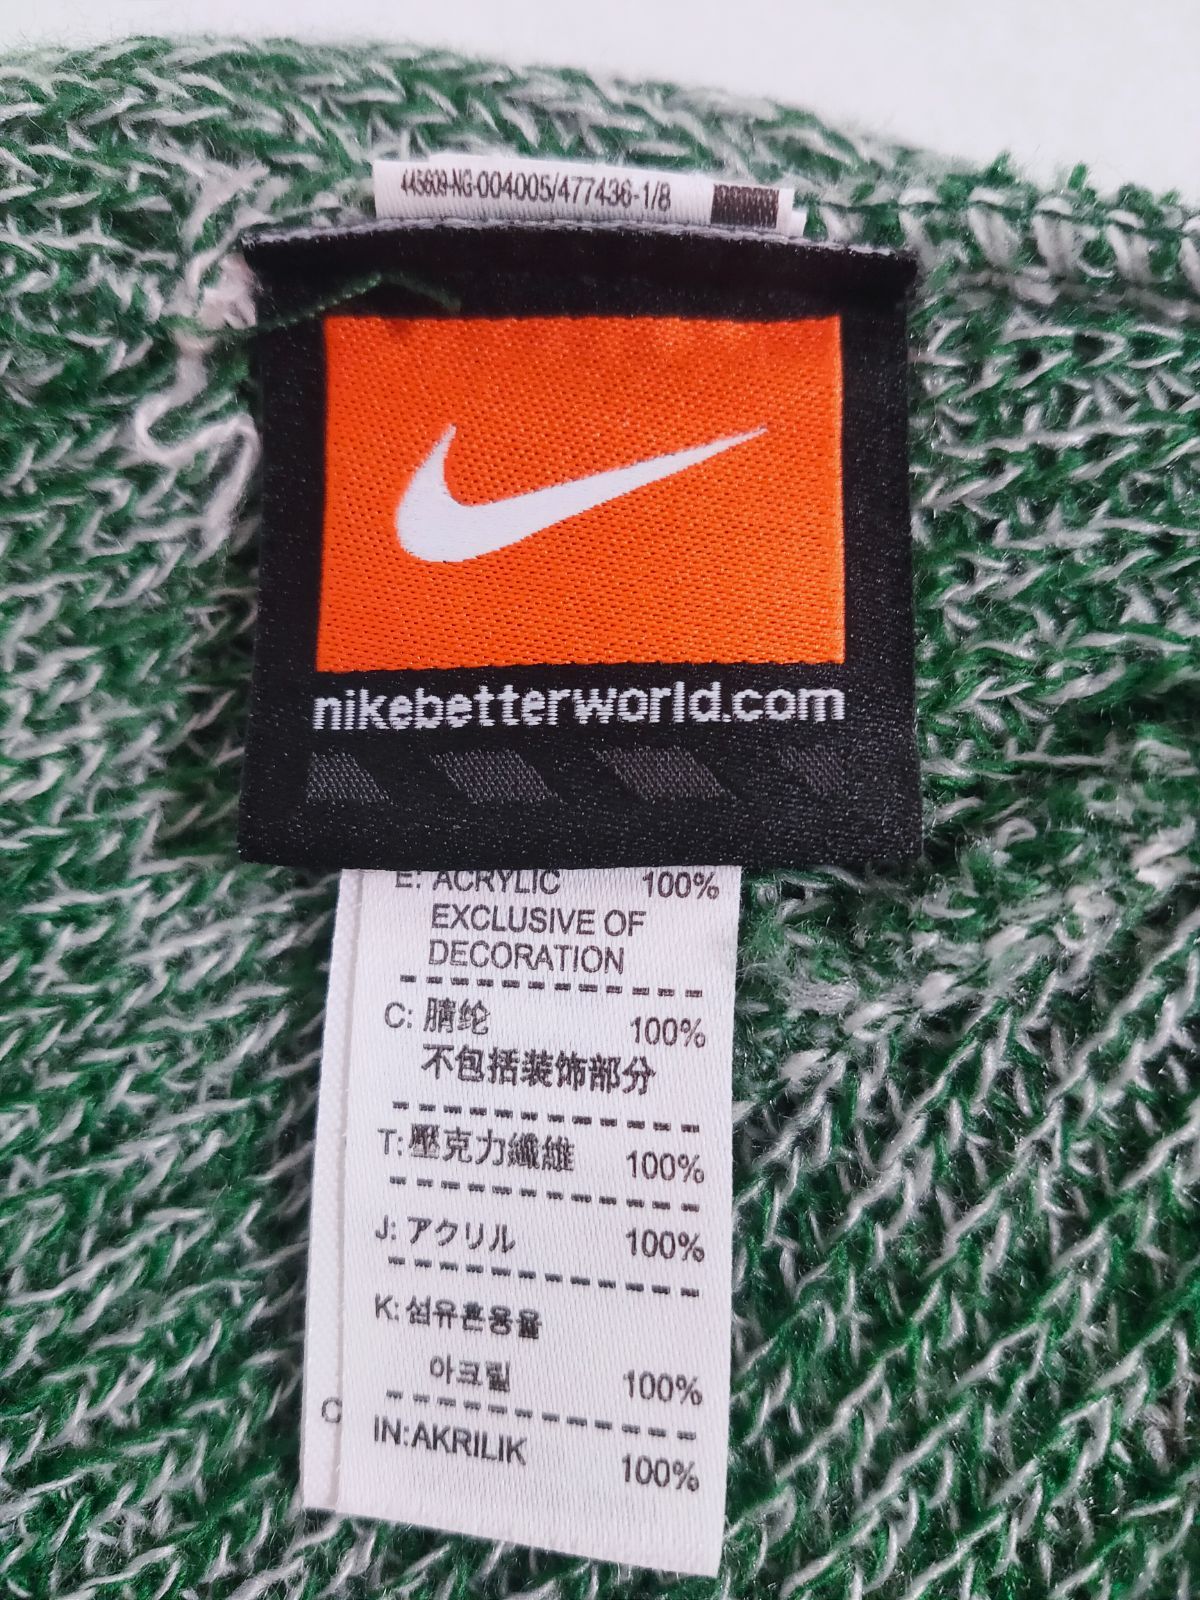 445609-NG-004005/477436-1/8
nikebetterworld.com
E: ACRYLIC 100%
EXCLUSIVE OF
DECORATION
C: 腈纶 100%
不包括装饰部分
T: 壓克力纖維 100%
J: アクリル 100%
K: 섬유혼용율
아크릴 100%
C
IN:AKRILIK 100%